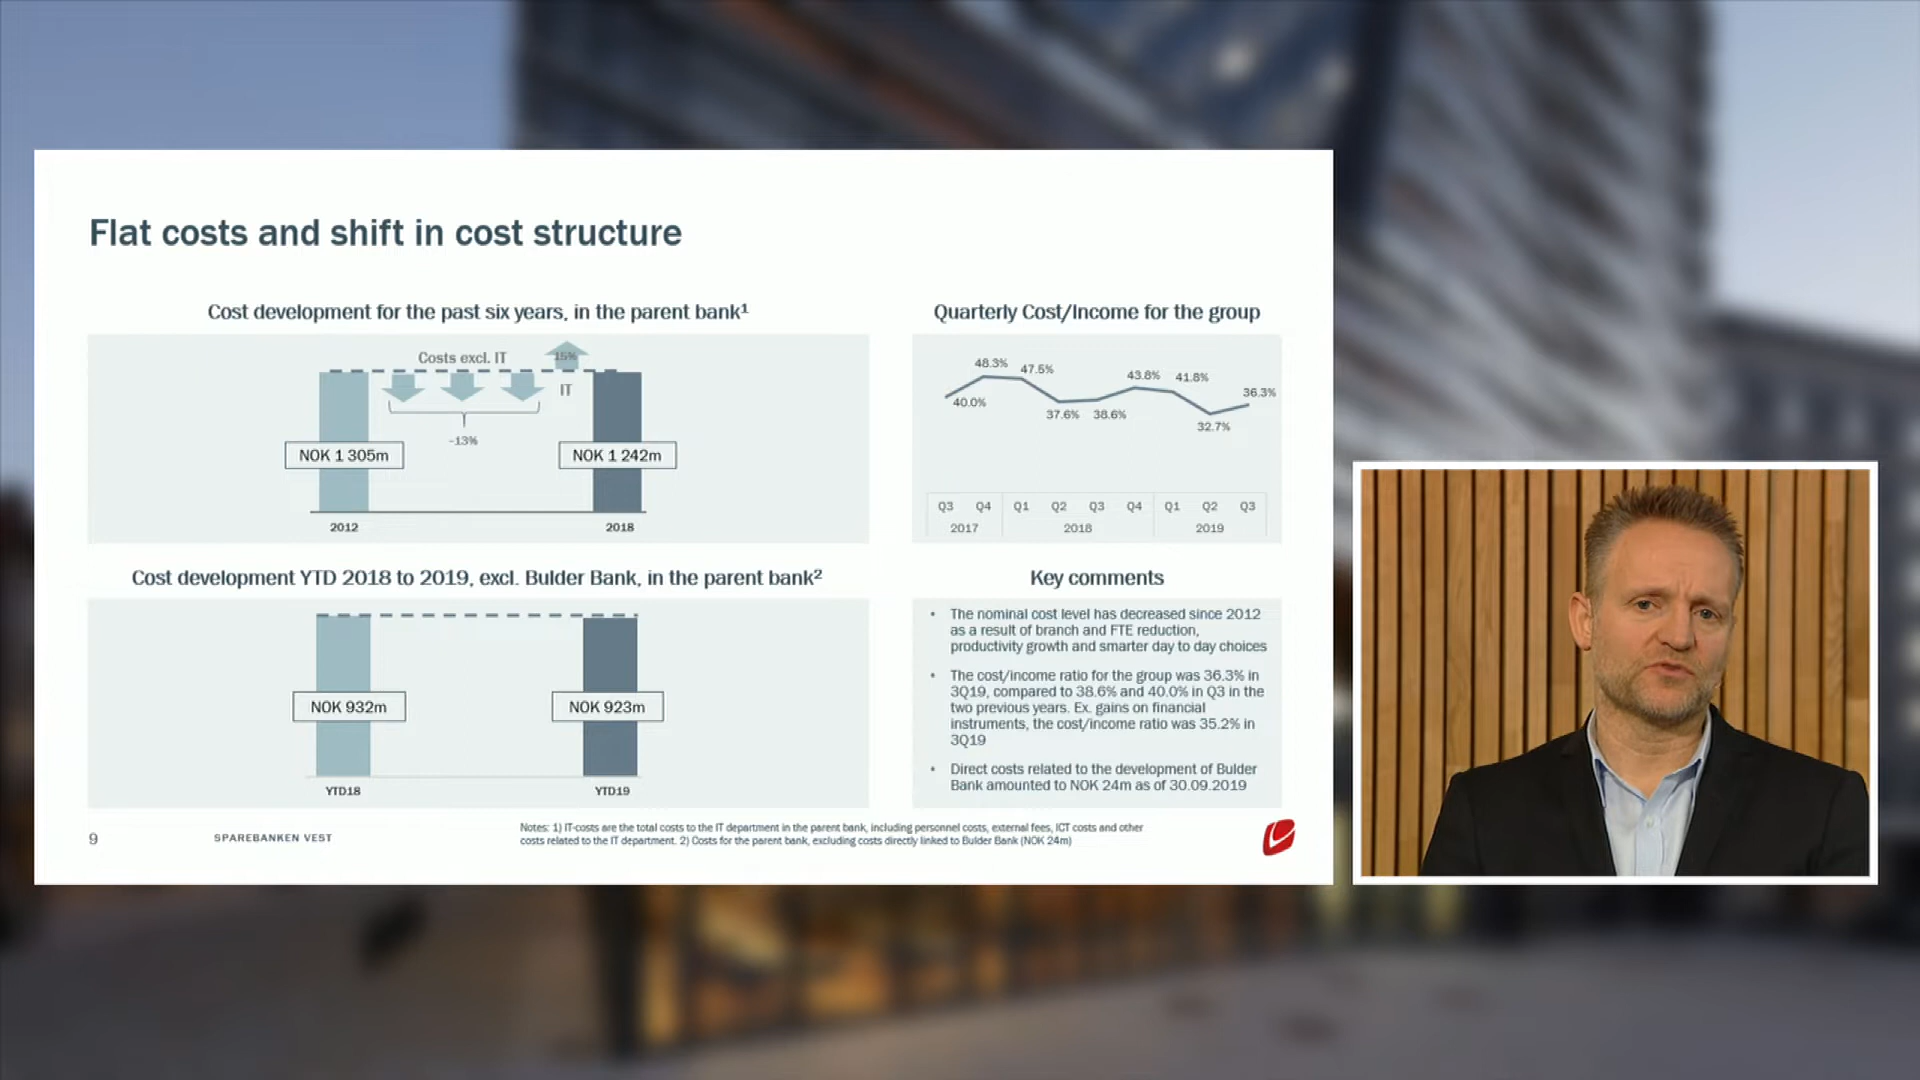 Flat costs and shift in cost structure
Cost development for the past six years, in the parent bank¹
Costs excl. IT
15%
IT
-13%
NOK 1 305m
NOK 1 242m
2012
2018
Quarterly Cost/Income for the group
48.3%
47.5%
40.0%
37.6%
38.6%
43.8%
41.8%
32.7%
36.3%
Q3 Q4 Q1 Q2 Q3 Q4 Q1 Q2 Q3
2017 2018 2019
Cost development YTD 2018 to 2019, excl. Bulder Bank, in the parent bank²
NOK 932m
NOK 923m
YTD18
YTD19
Key comments
• The nominal cost level has decreased since 2012
as a result of branch and FTE reduction,
productivity growth and smarter day to day choices
• The cost/income ratio for the group was 36.3% in
3Q19, compared to 38.6% and 40.0% in Q3 in the
two previous years. Ex. gains on financial
instruments, the cost/income ratio was 35.2% in
3Q19
• Direct costs related to the development of Bulder
Bank amounted to NOK 24m as of 30.09.2019
9
SPAREBANKEN VEST
Notes: 1) IT-costs are the total costs to the IT department in the parent bank, including personnel costs, external fees, ICT costs and other
costs related to the IT department. 2) Costs for the parent bank, excluding costs directly linked to Bulder Bank (NOK 24m)